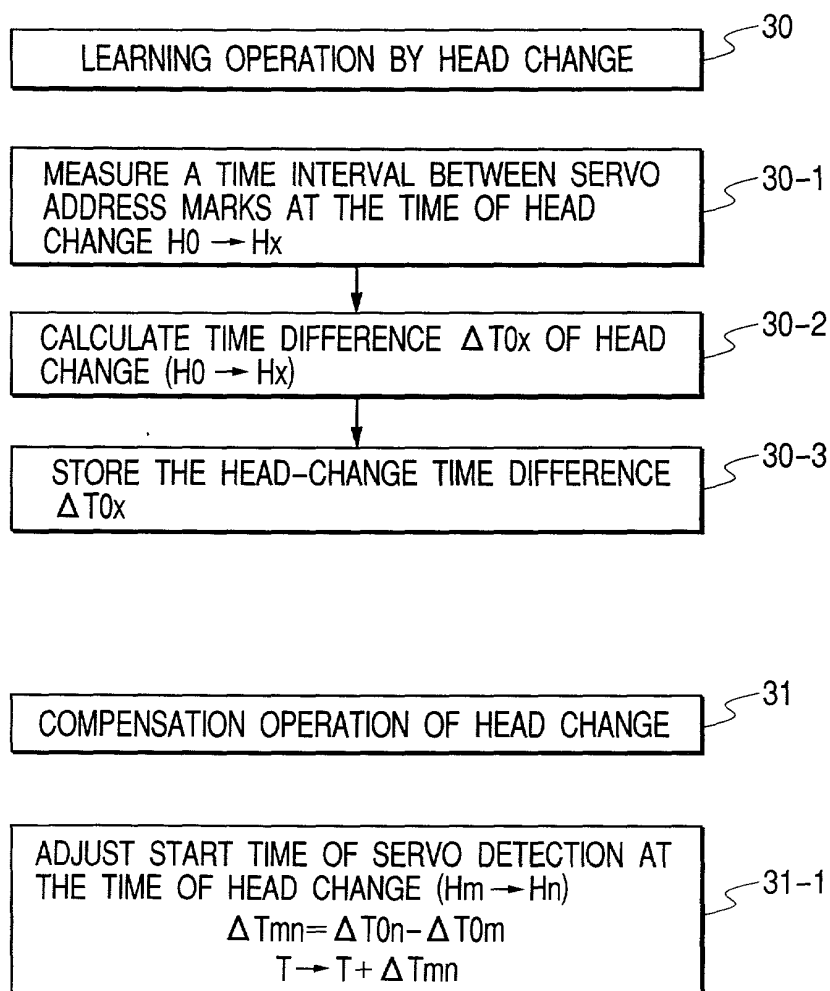 LEARNING OPERATION BY HEAD CHANGE
30
MEASURE A TIME INTERVAL BETWEEN SERVO
ADDRESS MARKS AT THE TIME OF HEAD
CHANGE H0 → Hx
30-1
CALCULATE TIME DIFFERENCE ΔT0x OF HEAD
CHANGE (H0 → Hx)
30-2
STORE THE HEAD-CHANGE TIME DIFFERENCE
ΔT0x
30-3
COMPENSATION OPERATION OF HEAD CHANGE
31
ADJUST START TIME OF SERVO DETECTION AT
THE TIME OF HEAD CHANGE (Hm → Hn)
ΔTmn=ΔT0n-ΔT0m
T → T+ΔTmn
31-1